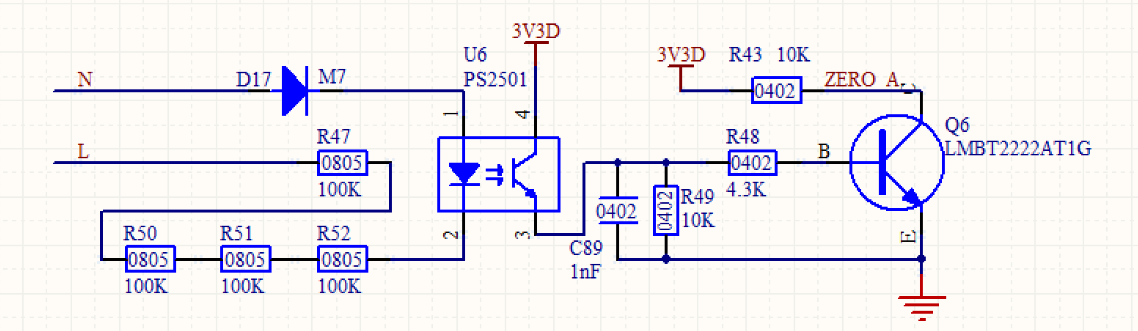 3V3D
U6
PS2501
N
D17
M7
1
4
3V3D
R43 10K
0402
ZERO_A
C
Q6
LMBT2222AT1G
L
R47
0805
100K
R48
0402
4.3K
B
0402
0402
R49
10K
R50
0805
100K
R51
0805
100K
R52
0805
100K
2
3
C89
1nF
E